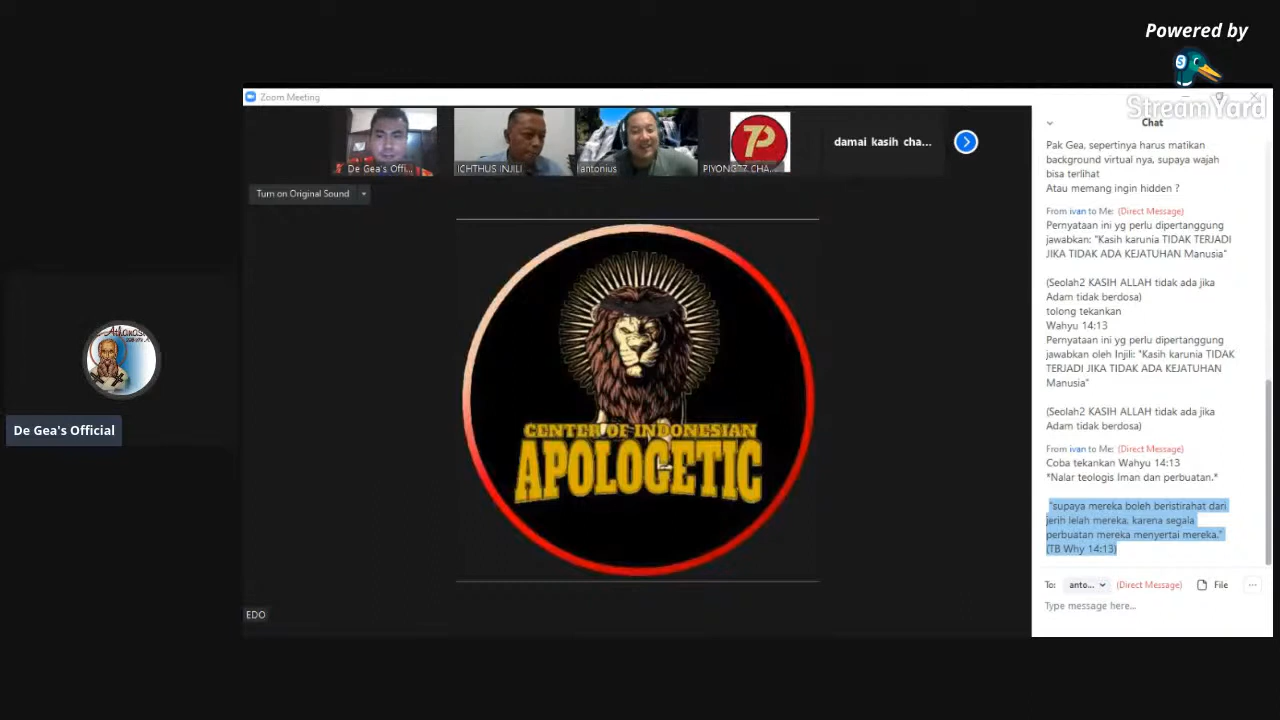 Powered by
StreamYard
Zoom Meeting
De Gea's Offi...
ICHTHUS INJILI
antonius
PIYONGTZ CHA...
damai kasih cha...
Turn on Original Sound
CENTER OF INDONESIAN
APOLOGETIC
EDO
De Gea's Official
Chat
Pak Gea, sepertinya harus matikan
background virtual nya, supaya wajah
bisa terlihat
Atau memang ingin hidden ?
From ivan to Me: (Direct Message)
Pernyataan ini yg perlu dipertanggung
jawabkan: "Kasih karunia TIDAK TERJADI
JIKA TIDAK ADA KEJATUHAN Manusia"
(Seolah2 KASIH ALLAH tidak ada jika
Adam tidak berdosa)
tolong tekankan
Wahyu 14:13
Pernyataan ini yg perlu dipertanggung
jawabkan oleh Injili: "Kasih karunia TIDAK
TERJADI JIKA TIDAK ADA KEJATUHAN
Manusia"
(Seolah2 KASIH ALLAH tidak ada jika
Adam tidak berdosa)
From ivan to Me: (Direct Message)
Coba tekankan Wahyu 14:13
*Nalar teologis Iman dan perbuatan.*
"supaya mereka boleh beristirahat dari
jerih lelah mereka, karena segala
perbuatan mereka menyertai mereka."
(TB Why 14:13)
To: anto... (Direct Message) File ...
Type message here...